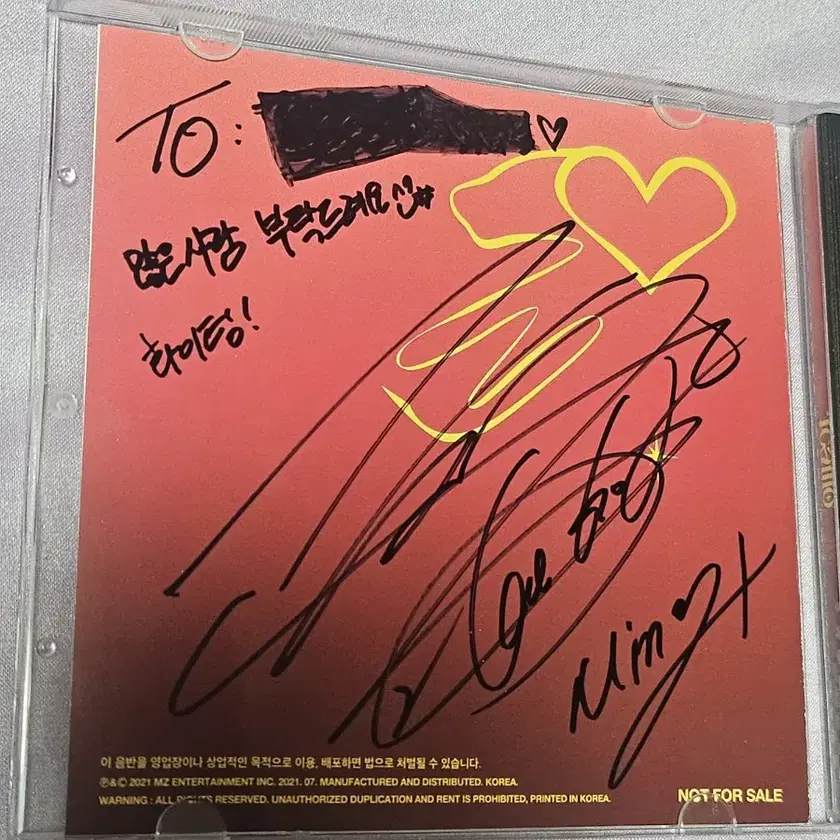 TO :
많은 사랑 부탁드려요
화이팅!
이 음반을 영업장이나 상업적인 목적으로 이용, 배포하면 법으로 처벌될 수 있습니다.
℗&© 2021 MZ ENTERTAINMENT INC. 2021. 07. MANUFACTURED AND DISTRIBUTED. KOREA.
WARNING : ALL RIGHTS RESERVED. UNAUTHORIZED DUPLICATION AND RENT IS PROHIBITED, PRINTED IN KOREA.
NOT FOR SALE